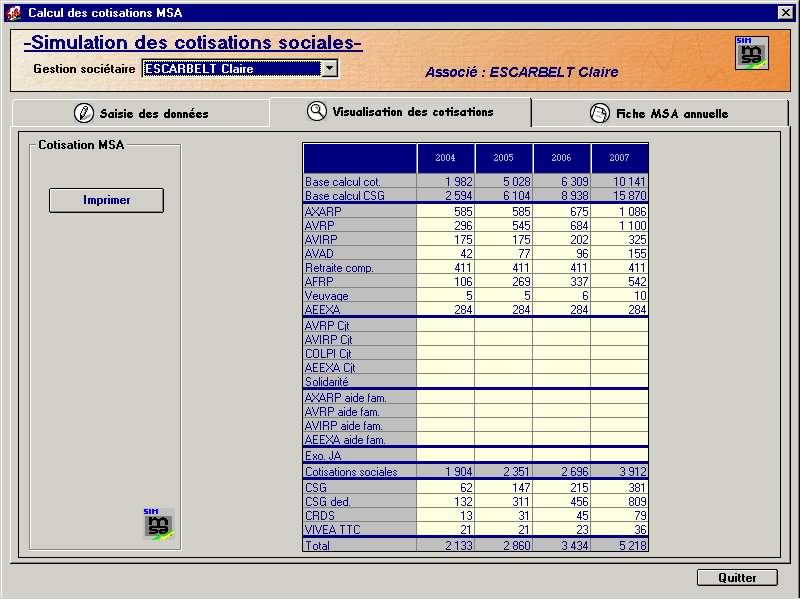 Calcul des cotisations MSA
-Simulation des cotisations sociales-
Gestion sociétaire ESCARBELT Claire
Associé : ESCARBELT Claire
SIM msa
Saisie des données Visualisation des cotisations Fiche MSA annuelle
Cotisation MSA
Imprimer
SIM msa
2004 2005 2006 2007
Base calcul cot. 1 982 5 028 6 309 10 141
Base calcul CSG 2 594 6 104 8 938 15 870
AXARP 585 585 675 1 086
AVRP 296 545 684 1 100
AVIRP 175 175 202 325
AVAD 42 77 96 155
Retraite comp. 411 411 411 411
AFRP 106 269 337 542
Veuvage 5 5 6 10
AEEXA 284 284 284 284
AVRP Cjt
AVIRP Cjt
COLPI Cjt
AEEXA Cjt
Solidarité
AXARP aide fam.
AVRP aide fam.
AVIRP aide fam.
AEEXA aide fam.
Exo. JA
Cotisations sociales 1 904 2 351 2 696 3 912
CSG 62 147 215 381
CSG ded. 132 311 456 809
CRDS 13 31 45 79
VIVEA TTC 21 21 23 36
Total 2 133 2 860 3 434 5 218
Quitter